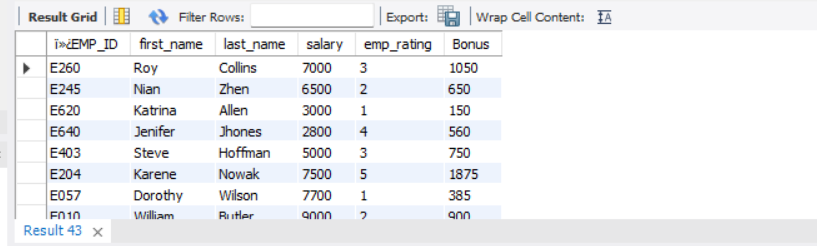 Result Grid Filter Rows: Export: Wrap Cell Content:
ï»¿EMP_ID first_name last_name salary emp_rating Bonus
E260 Roy Collins 7000 3 1050
E245 Nian Zhen 6500 2 650
E620 Katrina Allen 3000 1 150
E640 Jenifer Jhones 2800 4 560
E403 Steve Hoffman 5000 3 750
E204 Karene Nowak 7500 5 1875
E057 Dorothy Wilson 7700 1 385
E010 William Butler 9000 2 900
Result 43